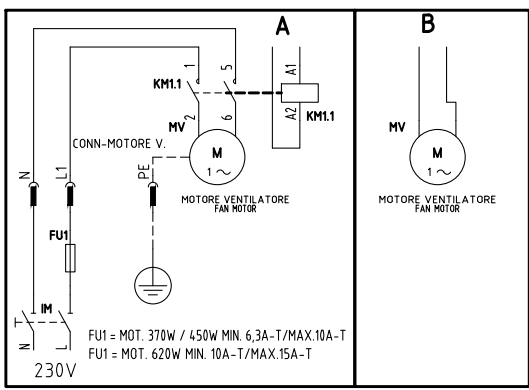 A
B
1
5
KM1.1
A1
A2
KM1.1
2
6
MV
MV
CONN-MOTORE V.
M
1 ~
M
1 ~
N
L1
PE
MOTORE VENTILATORE
FAN MOTOR
MOTORE VENTILATORE
FAN MOTOR
FU1
IM
N
L
230V
FU1 = MOT. 370W / 450W MIN. 6,3A-T/MAX.10A-T
FU1 = MOT. 620W MIN. 10A-T/MAX.15A-T